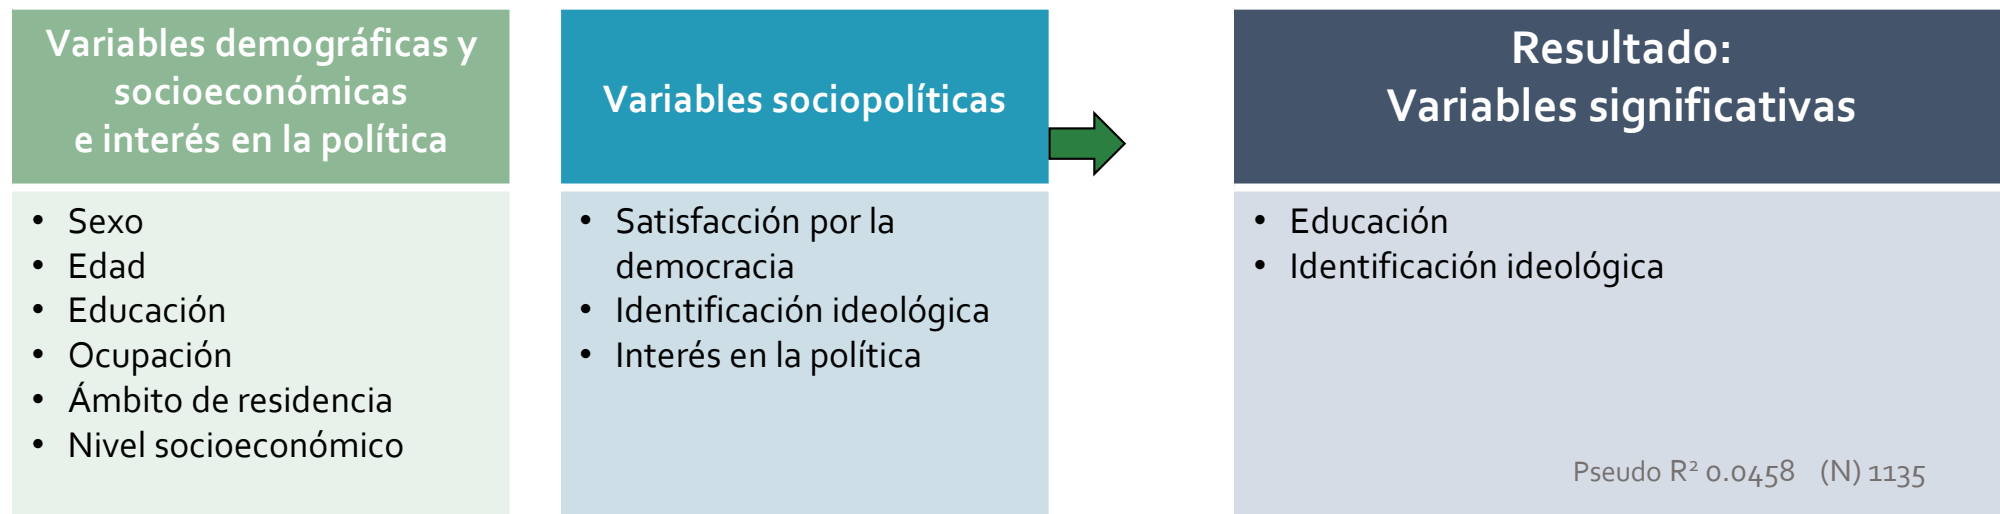 Variables demográficas y
socioeconómicas
e interés en la política
• Sexo
• Edad
• Educación
• Ocupación
• Ámbito de residencia
• Nivel socioeconómico
Variables sociopolíticas
• Satisfacción por la
democracia
• Identificación ideológica
• Interés en la política
Resultado:
Variables significativas
• Educación
• Identificación ideológica
Pseudo R² 0.0458 (N) 1135